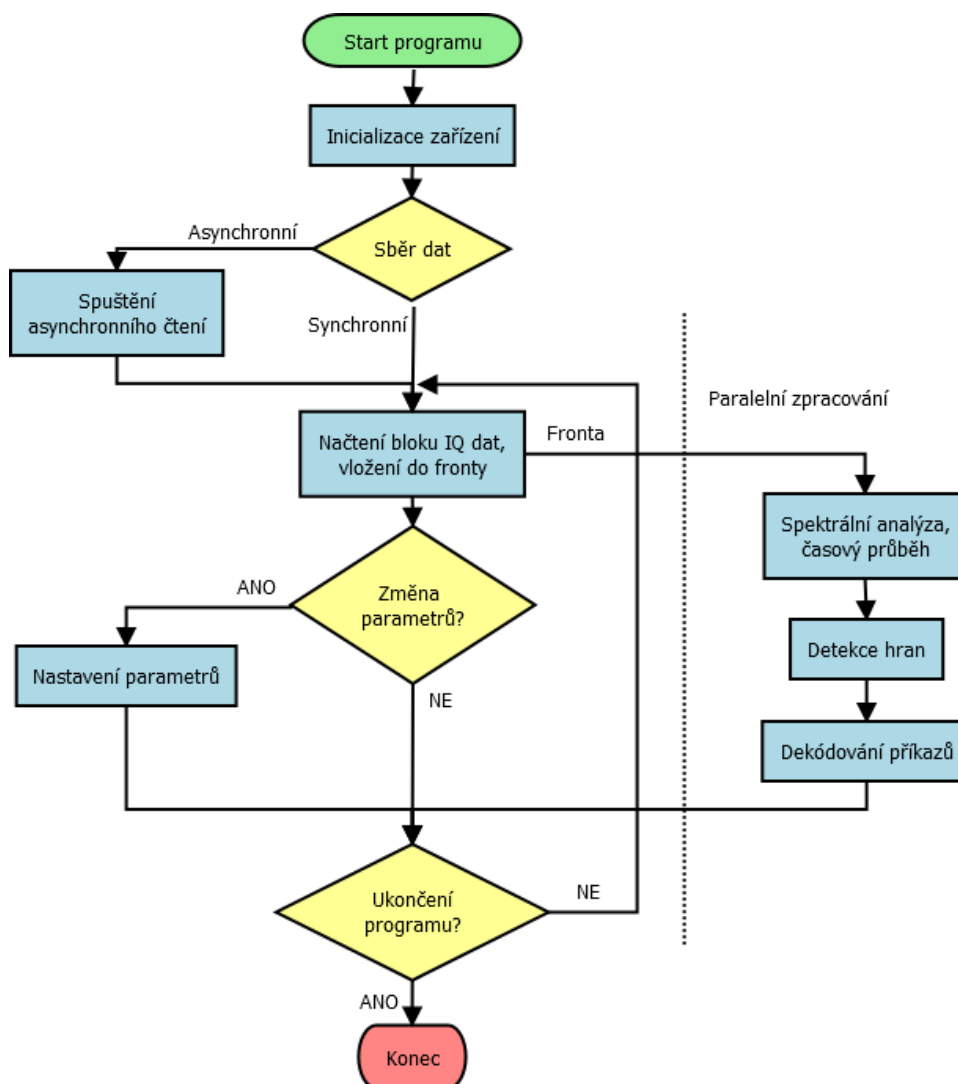 Start programu
Inicializace zařízení
Asynchronní
Sběr dat
Spuštění
asynchronního čtení
Synchronní
Paralelní zpracování
Načtení bloku IQ dat,
vložení do fronty
Fronta
Spektrální analýza,
časový průběh
ANO
Změna
parametrů?
Detekce hran
Nastavení parametrů
NE
Dekódování příkazů
Ukončení
programu?
NE
ANO
Konec